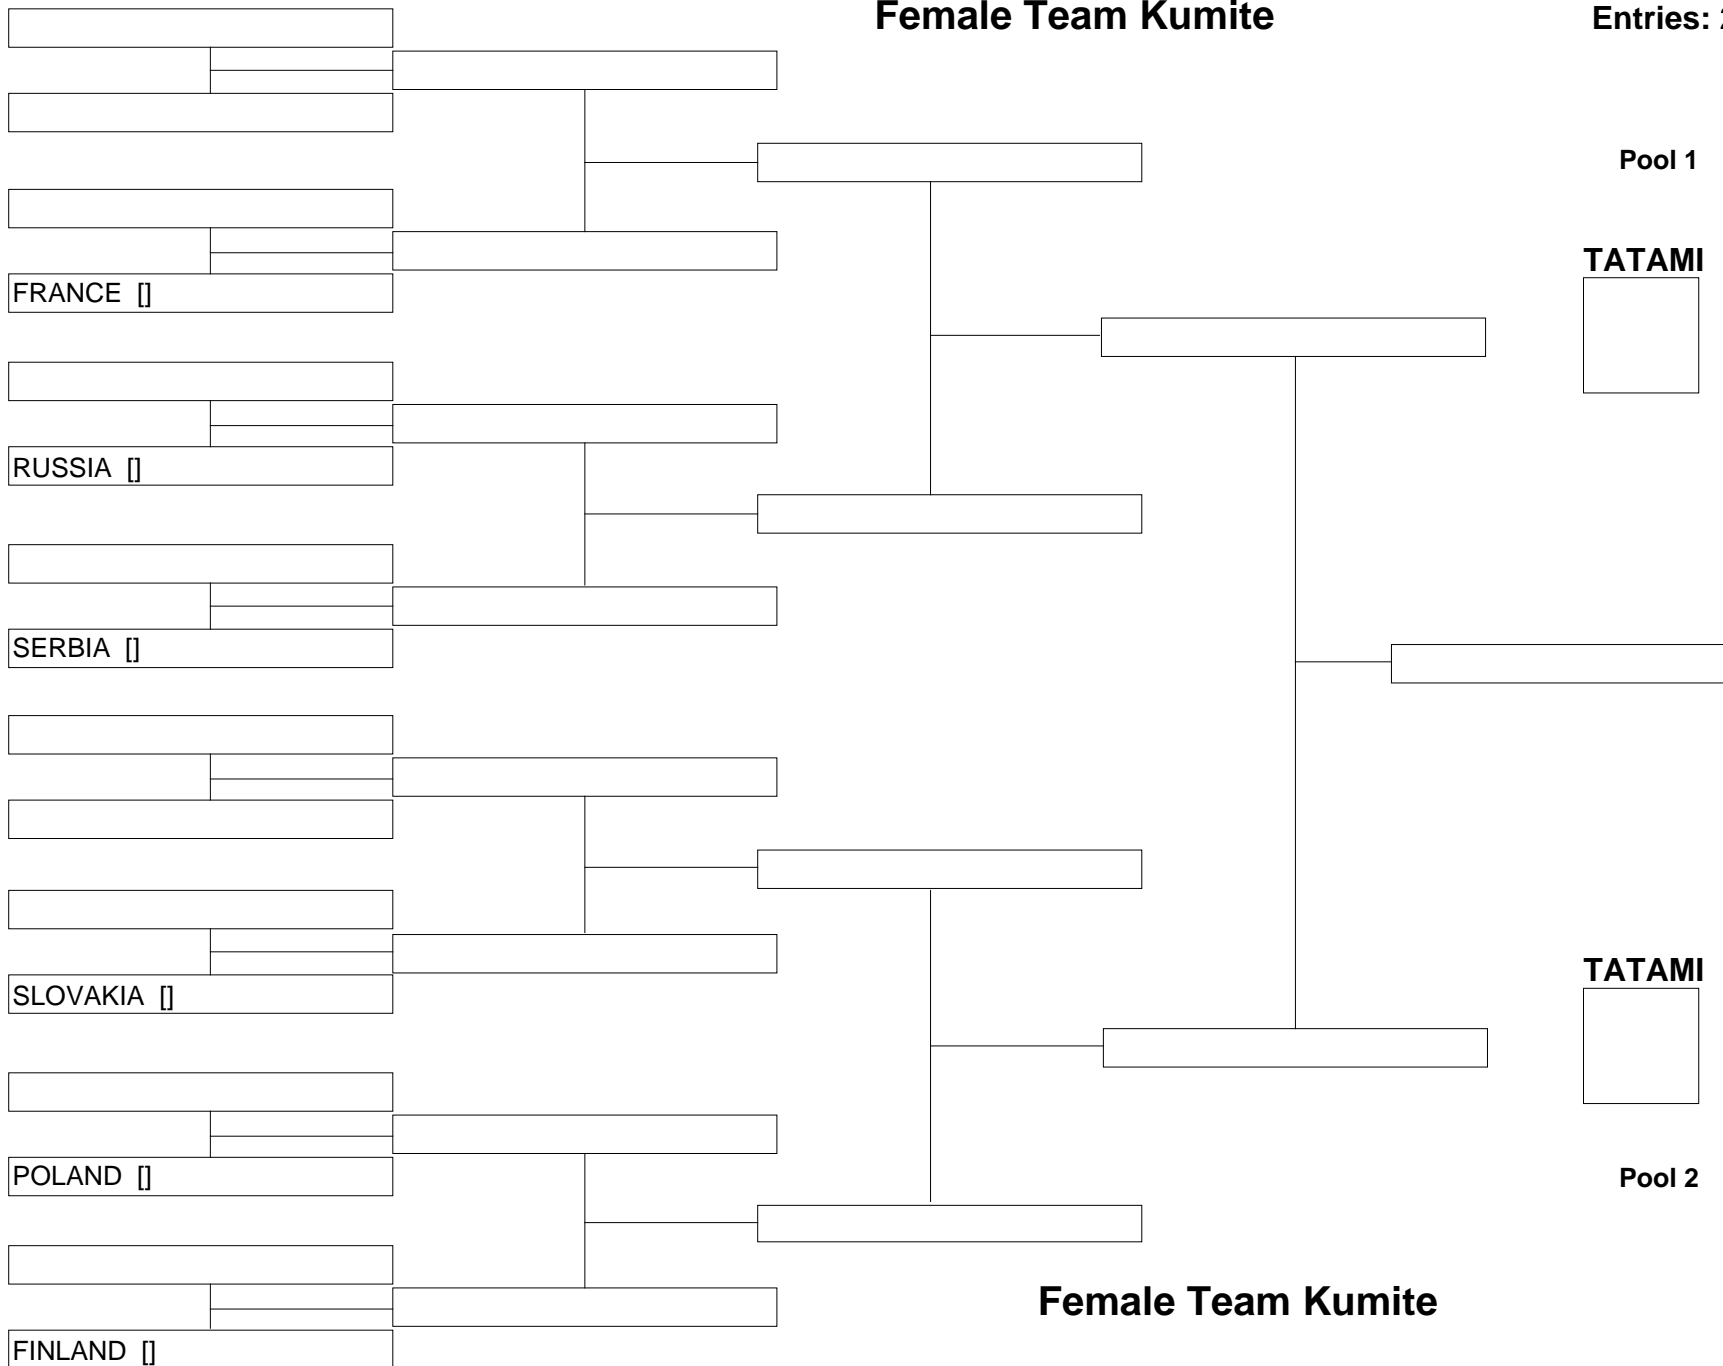 Female Team Kumite
Entries:
Pool 1
TATAMI
FRANCE []
RUSSIA []
SERBIA []
TATAMI
SLOVAKIA []
POLAND []
Pool 2
Female Team Kumite
FINLAND []